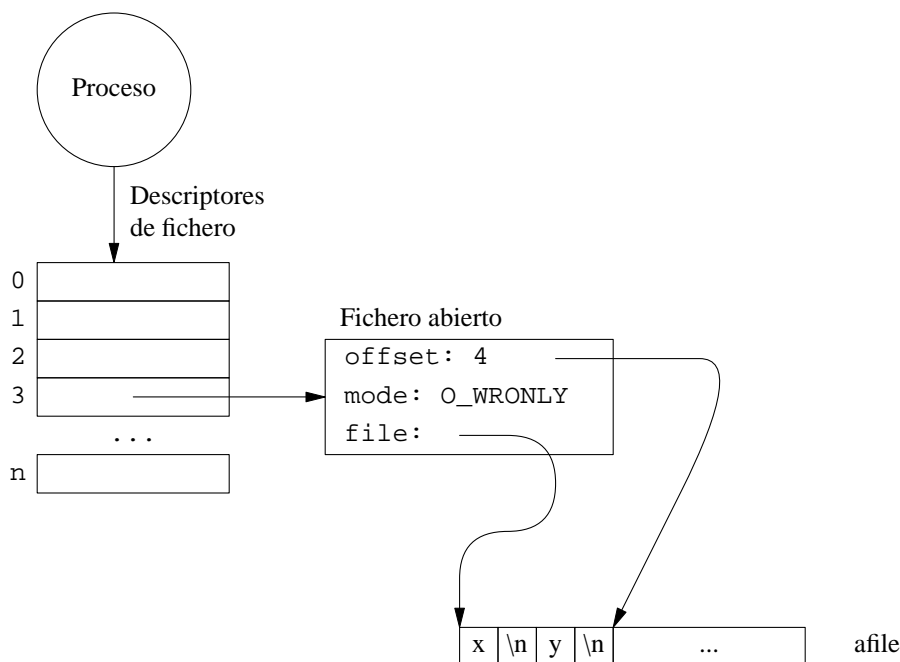 Proceso
Descriptores
de fichero
0
1
2
3
...
n
Fichero abierto
offset: 4
mode: O_WRONLY
file:
x \n y \n ... afile